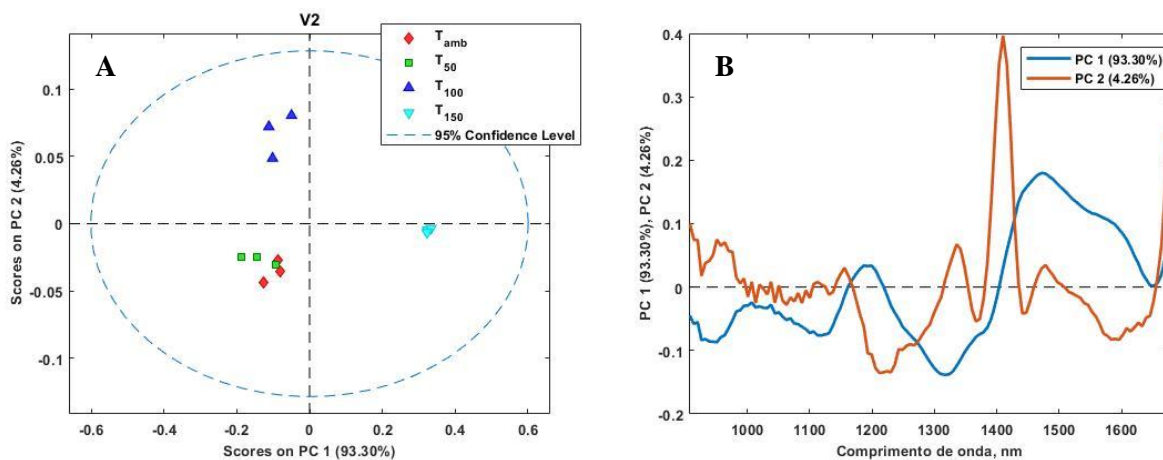 V2
A
T_amb
T_50
T_100
T_150
95% Confidence Level
0.1
0.05
0
-0.05
-0.1
Scores on PC 2 (4.26%)
-0.6 -0.4 -0.2 0 0.2 0.4 0.6
Scores on PC 1 (93.30%)
B
PC 1 (93.30%)
PC 2 (4.26%)
0.4
0.3
0.2
0.1
0
-0.1
-0.2
PC 1 (93.30%), PC 2 (4.26%)
1000 1100 1200 1300 1400 1500 1600
Comprimento de onda, nm